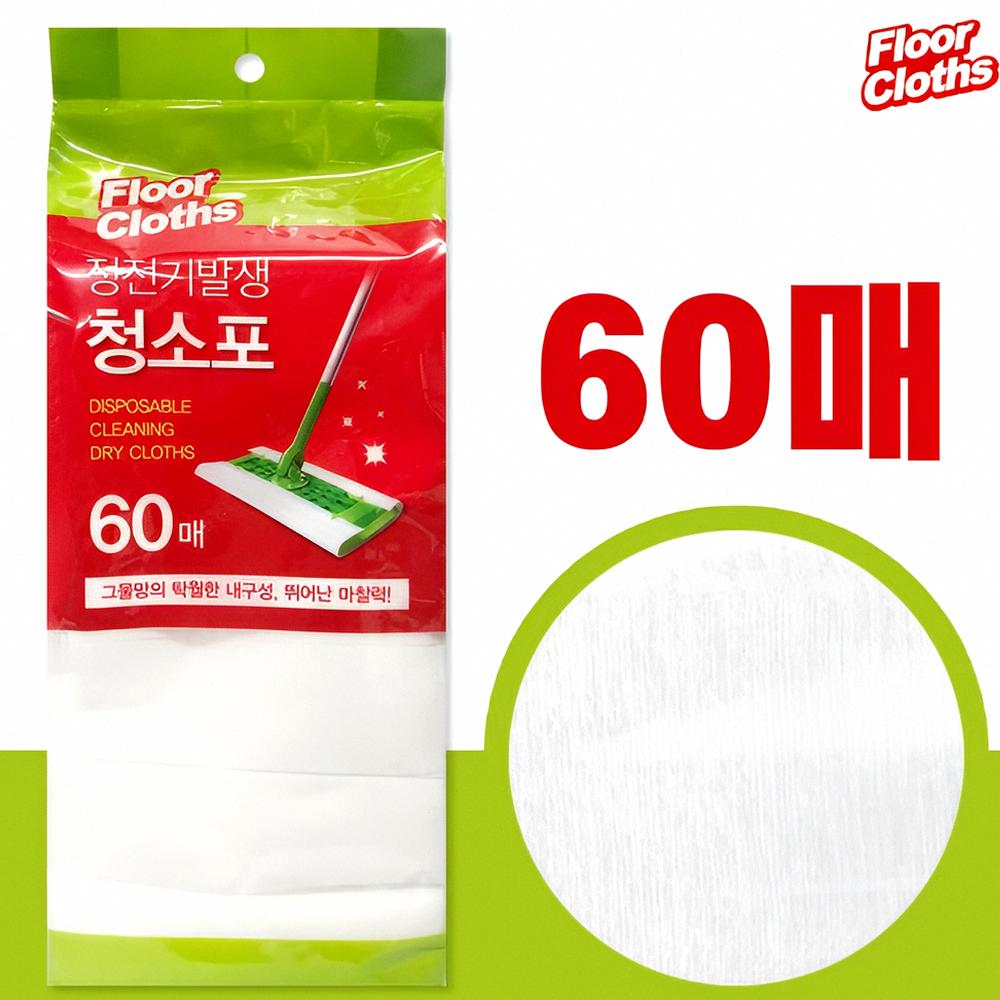 Floor
Cloths
Floor
Cloths
정전기발생
청소포
DISPOSABLE
CLEANING
DRY CLOTHS
60매
그물망의 탁월한 내구성, 뛰어난 마찰력!
60매